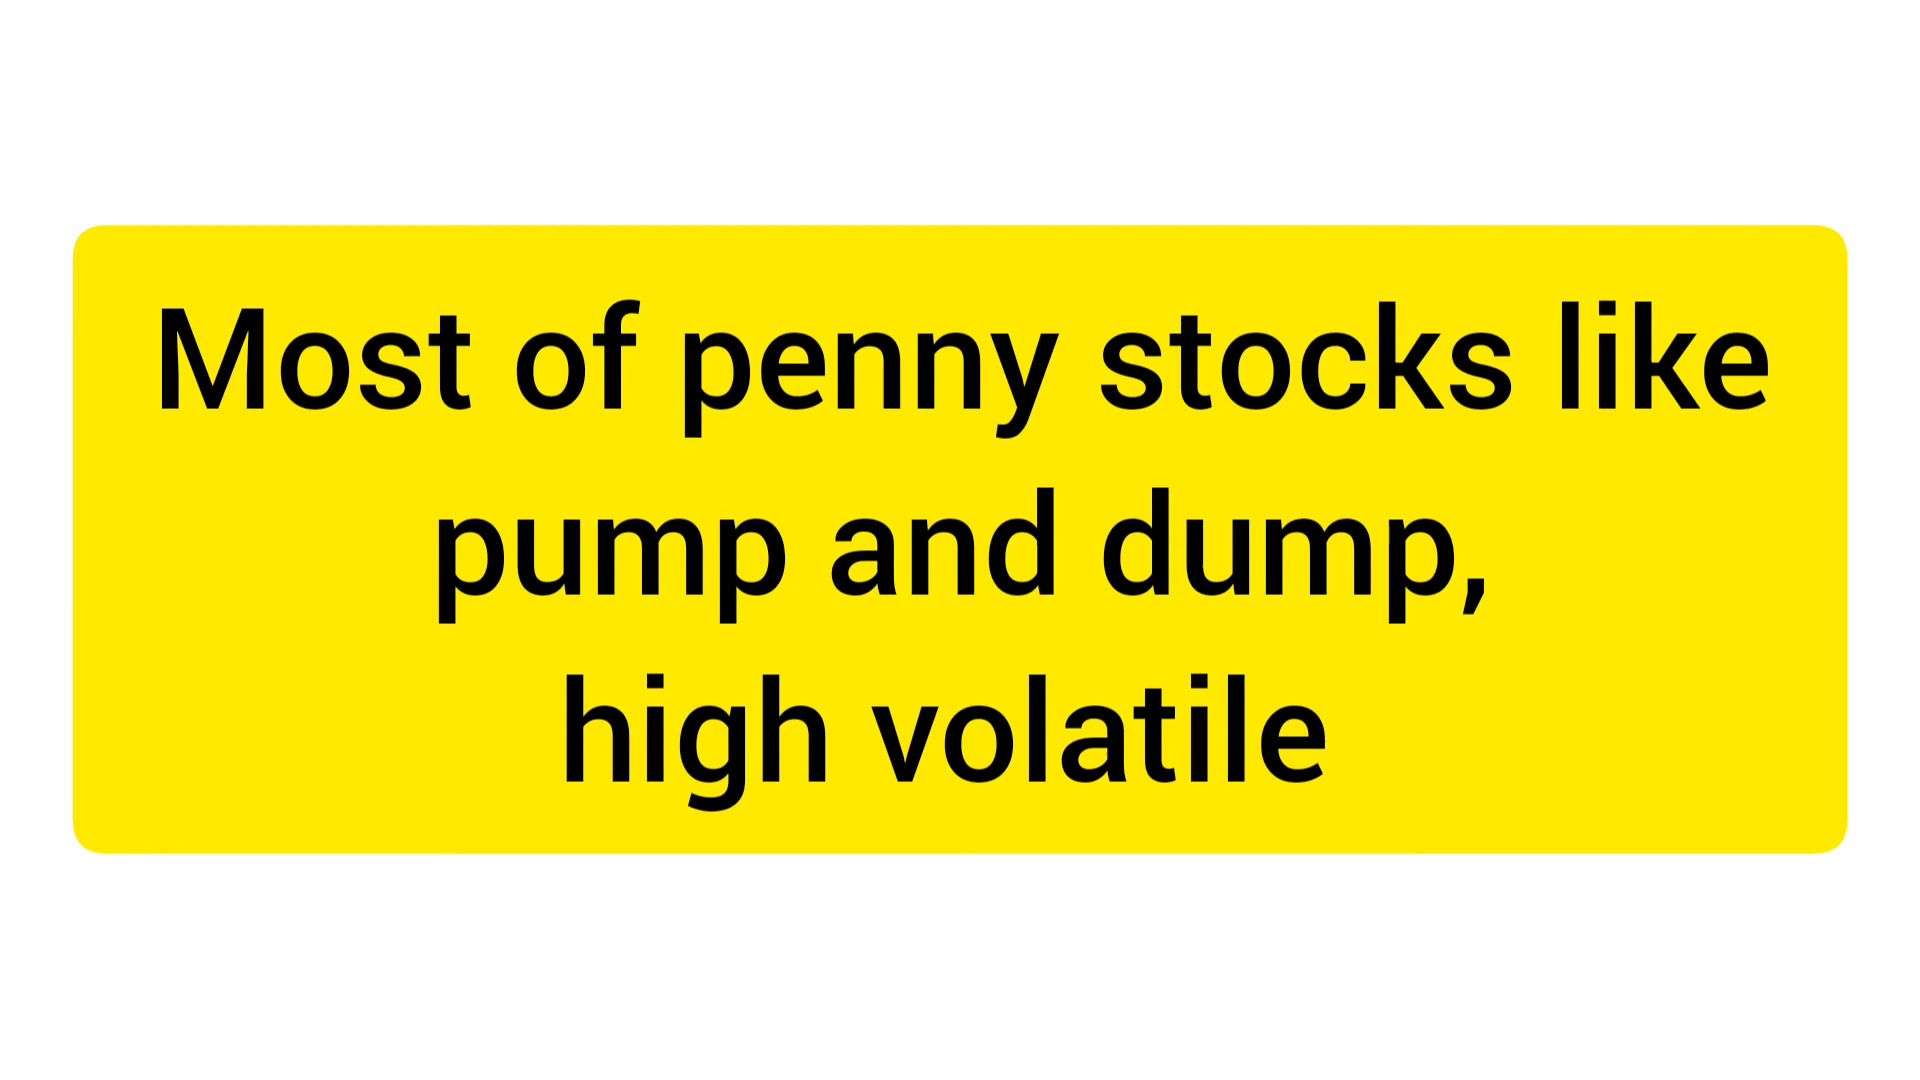 Most of penny stocks like
pump and dump,
high volatile